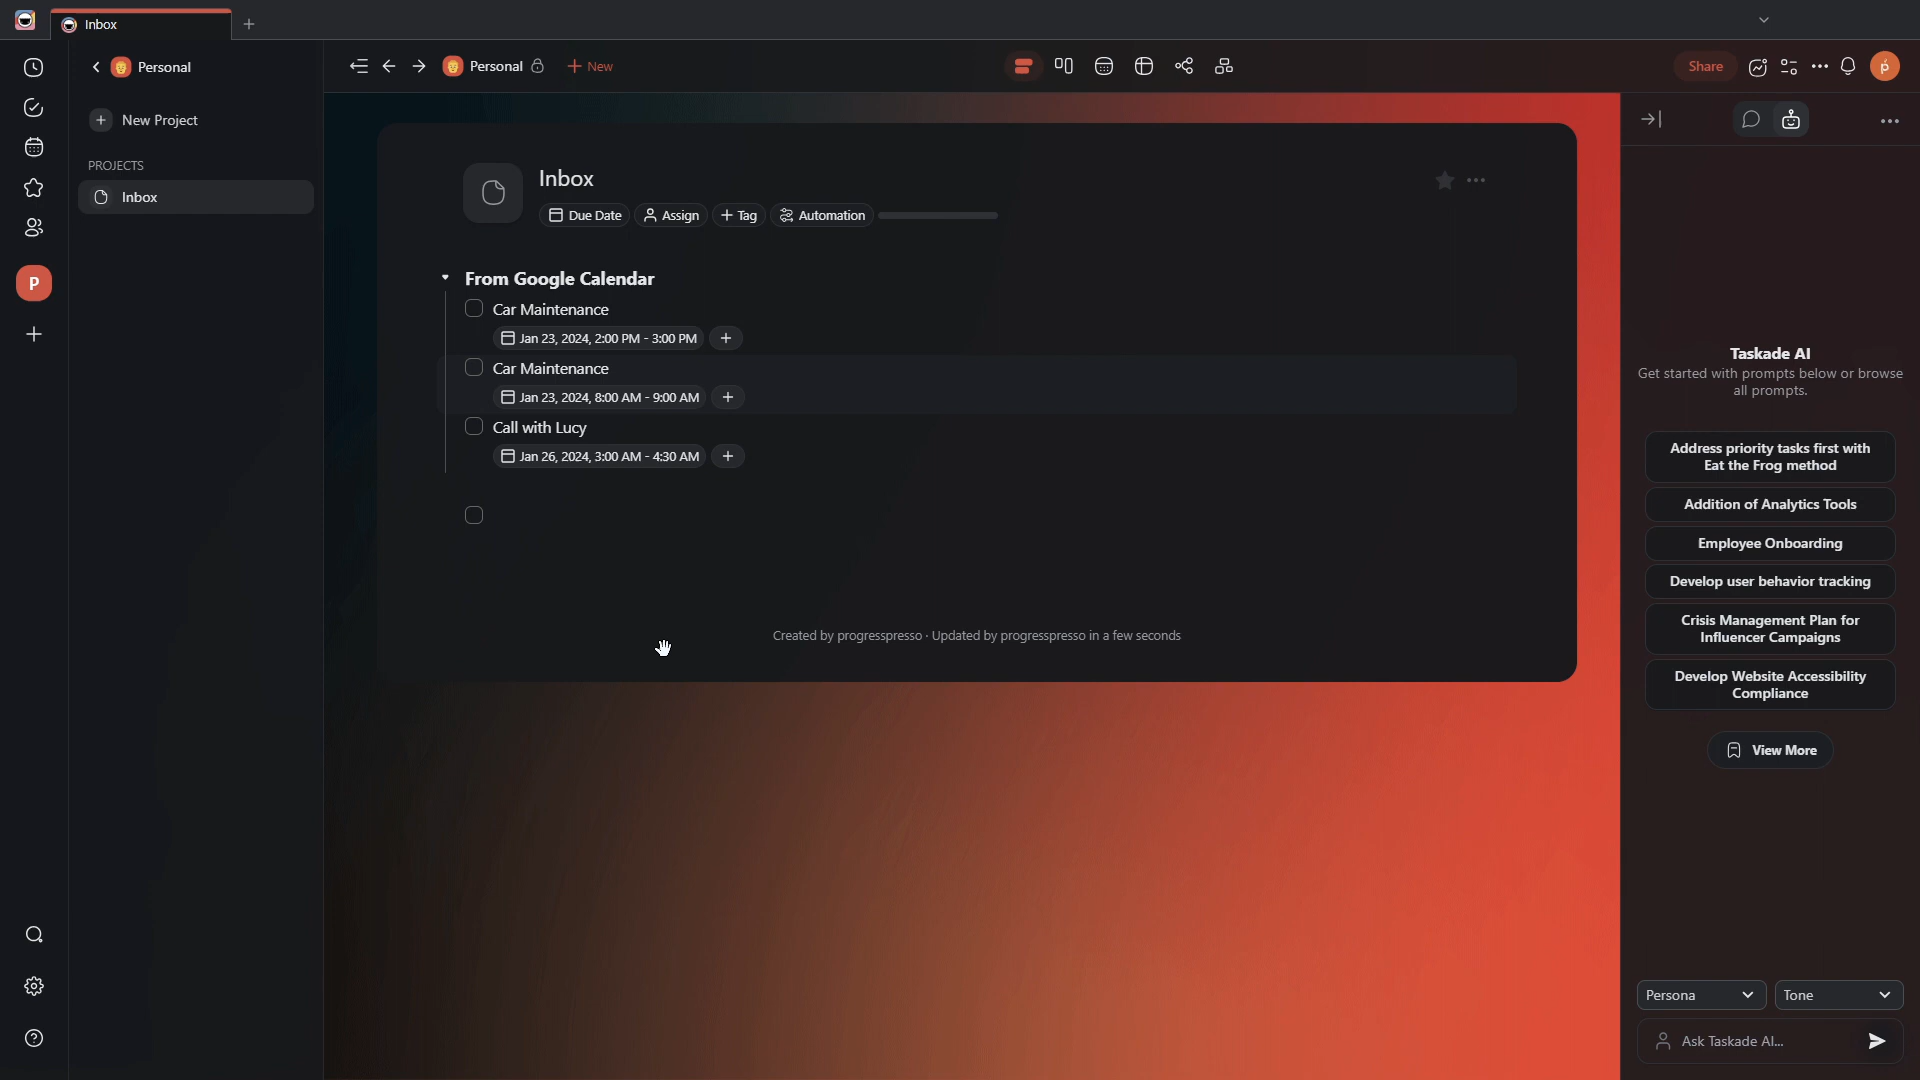 Inbox
Personal
New Project
PROJECTS
Inbox
P
Personal
New
Share
ṗ
Inbox
Due Date
Assign
Tag
Automation
From Google Calendar
Car Maintenance
Jan 23, 2024, 2:00 PM - 3:00 PM
Car Maintenance
Jan 23, 2024, 8:00 AM - 9:00 AM
Call with Lucy
Jan 26, 2024, 3:00 AM - 4:30 AM
Created by progresspresso · Updated by progresspresso in a few seconds
Taskade AI
Get started with prompts below or browse
all prompts.
Address priority tasks first with
Eat the Frog method
Addition of Analytics Tools
Employee Onboarding
Develop user behavior tracking
Crisis Management Plan for
Influencer Campaigns
Develop Website Accessibility
Compliance
View More
Persona
Tone
Ask Taskade AI...